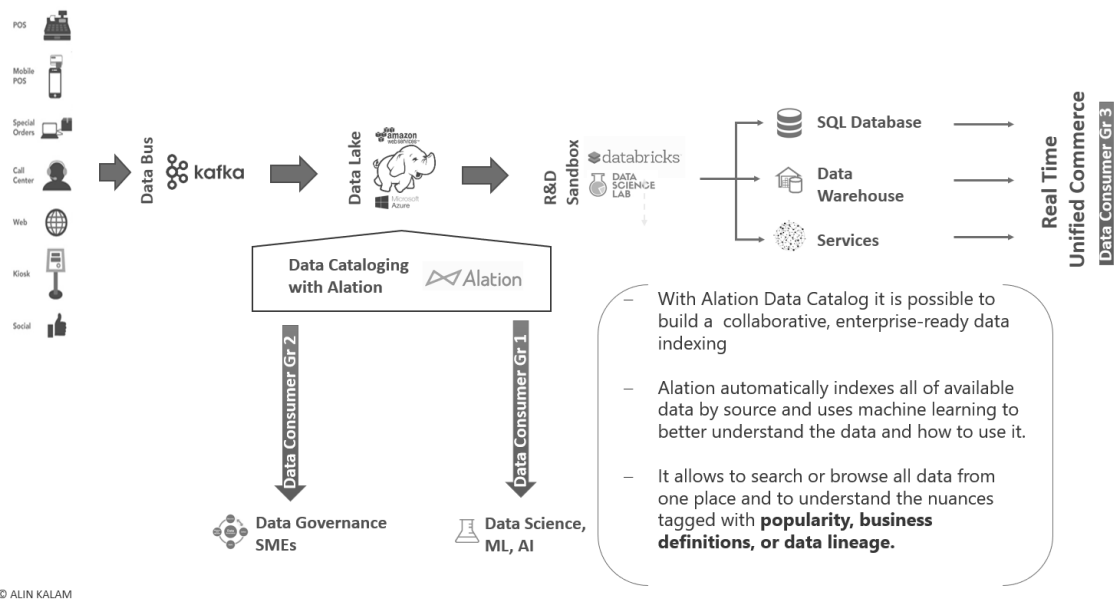 POS
Mobile
POS
Special
Orders
Call
Center
Web
Kiosk
Social
Data Bus
kafka
Data Lake
amazon
webservices™
Microsoft
Azure
R&D
Sandbox
databricks
DATA
SCIENCE
LAB
SQL Database
Data
Warehouse
Services
Real Time
Unified Commerce
Data Consumer Gr 3
Data Cataloging
with Alation
Alation
Data Consumer Gr 2
Data Consumer Gr 1
Data Governance
SMEs
Data Science,
ML, AI
– With Alation Data Catalog it is possible to
build a collaborative, enterprise-ready data
indexing
– Alation automatically indexes all of available
data by source and uses machine learning to
better understand the data and how to use it.
– It allows to search or browse all data from
one place and to understand the nuances
tagged with popularity, business
definitions, or data lineage.
© ALIN KALAM